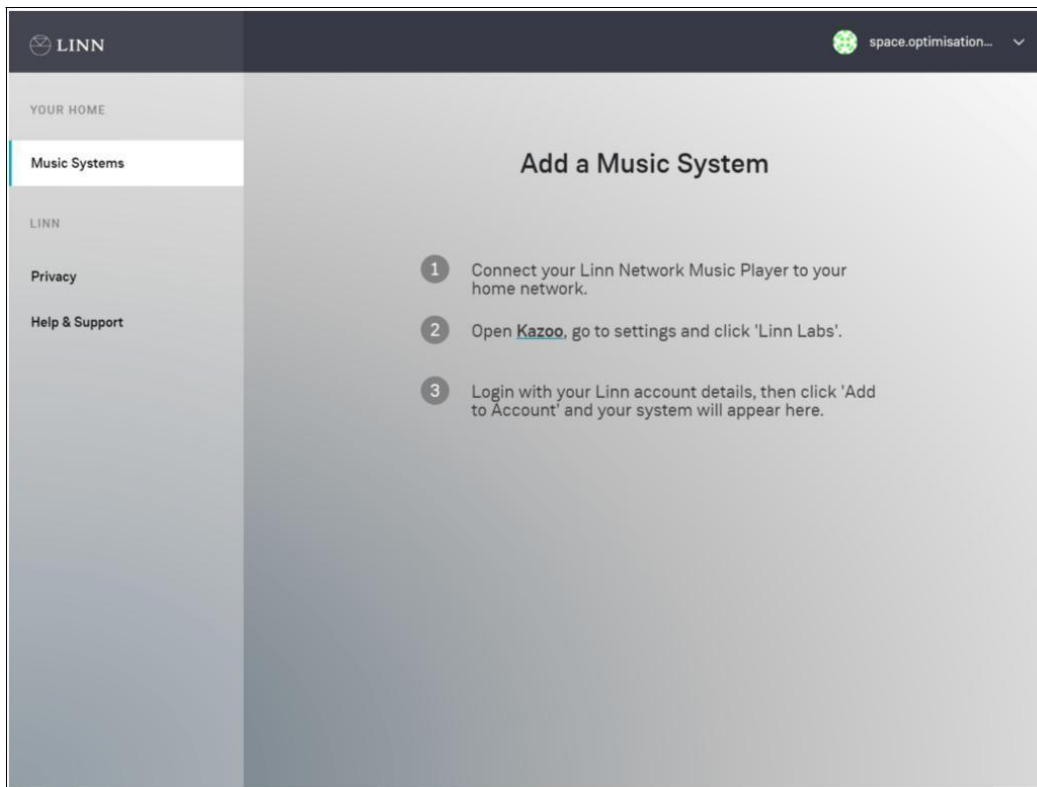 LINN
space.optimisation...
YOUR HOME
Music Systems
LINN
Privacy
Help & Support
Add a Music System
1 Connect your Linn Network Music Player to your
home network.
2 Open Kazoo, go to settings and click 'Linn Labs'.
3 Login with your Linn account details, then click 'Add
to Account' and your system will appear here.